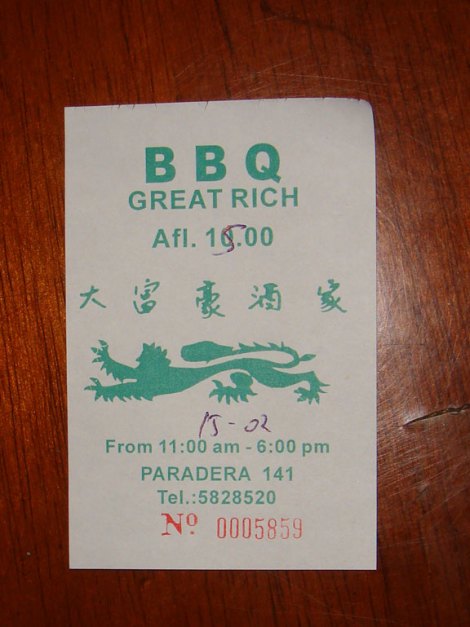 BBQ
GREAT RICH
Afl. 15.00
大富豪酒家
15-02
From 11:00 am - 6:00 pm
PARADERA 141
Tel.:5828520
Nº 0005859